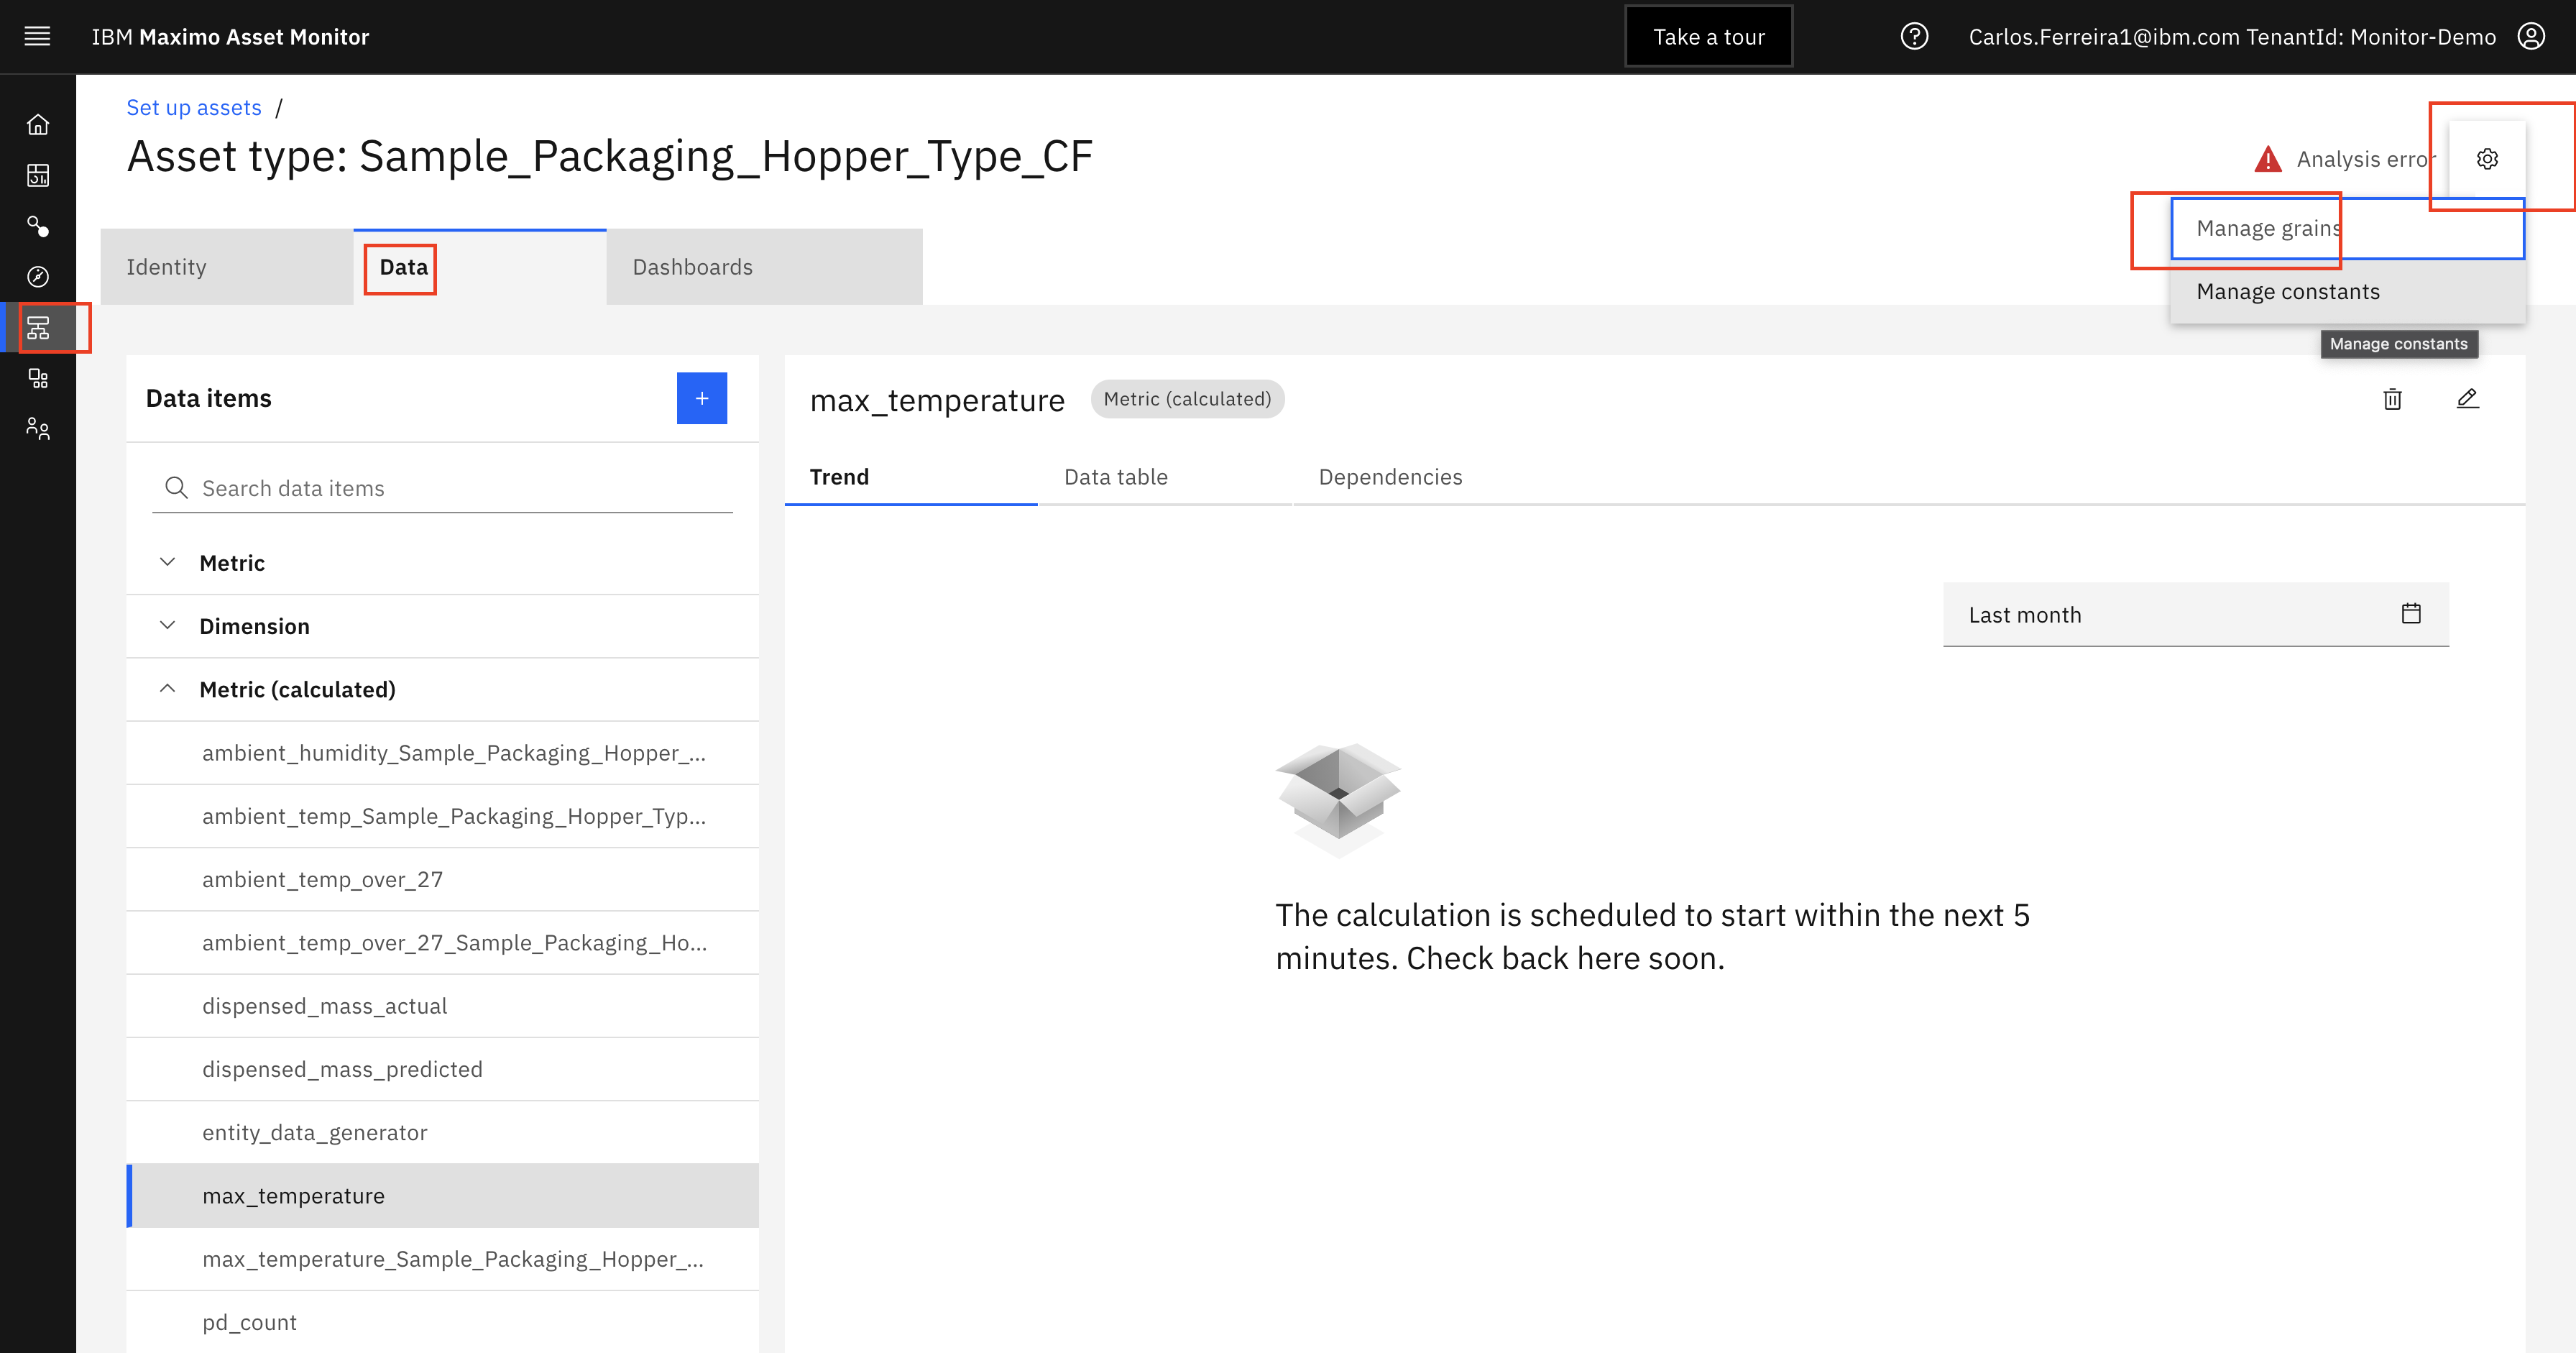 IBM Maximo Asset Monitor
Take a tour
Carlos.Ferreira1@ibm.com TenantId: Monitor-Demo
Set up assets /
Asset type: Sample_Packaging_Hopper_Type_CF
Analysis error
Manage grains
Manage constants
Manage constants
Identity
Data
Dashboards
Data items
+
Search data items
Metric
Dimension
Metric (calculated)
ambient_humidity_Sample_Packaging_Hopper_...
ambient_temp_Sample_Packaging_Hopper_Typ...
ambient_temp_over_27
ambient_temp_over_27_Sample_Packaging_Ho...
dispensed_mass_actual
dispensed_mass_predicted
entity_data_generator
max_temperature
max_temperature_Sample_Packaging_Hopper_...
pd_count
max_temperature
Metric (calculated)
Trend
Data table
Dependencies
Last month
The calculation is scheduled to start within the next 5
minutes. Check back here soon.